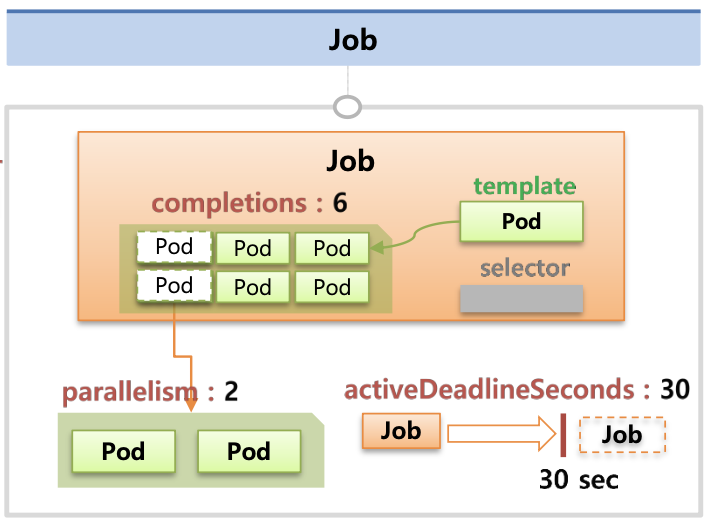 Job
Job
completions : 6
template
Pod
Pod Pod Pod
Pod Pod Pod
selector
parallelism : 2
Pod Pod
activeDeadlineSeconds : 30
Job
Job
30 sec